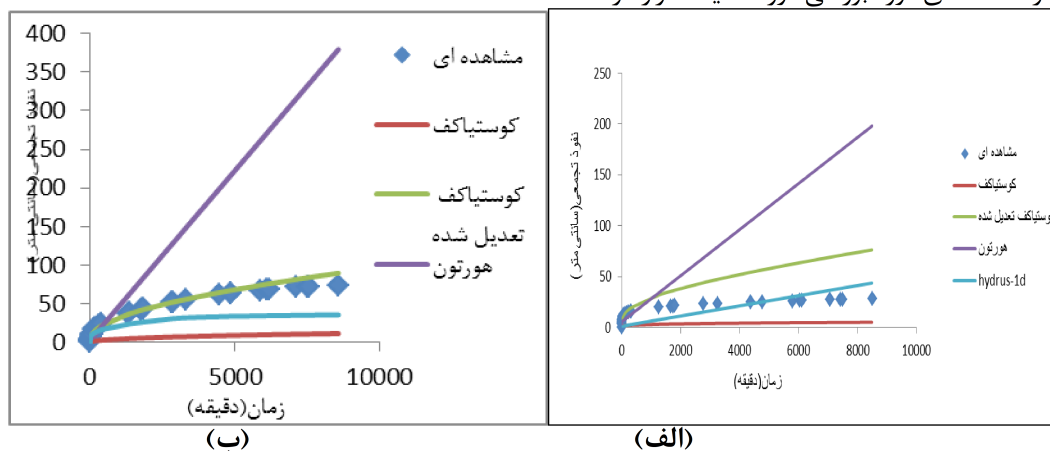 400
350
300
250
200
150
100
50
0
0
5000
10000
زمان(دقیقه)
مشاهده ای
کوستیاکف
کوستیاکف
تعدیل شده
هورتون
(ب)
250
200
150
100
50
0
0
2000
4000
6000
8000
10000
نفوذ تجمعی(سانتی متر)
زمان(دقیقه)
مشاهده ای
کوستیاکف
وستیاکف تعدیل شده
هورتون
hydrus-1d
(الف)